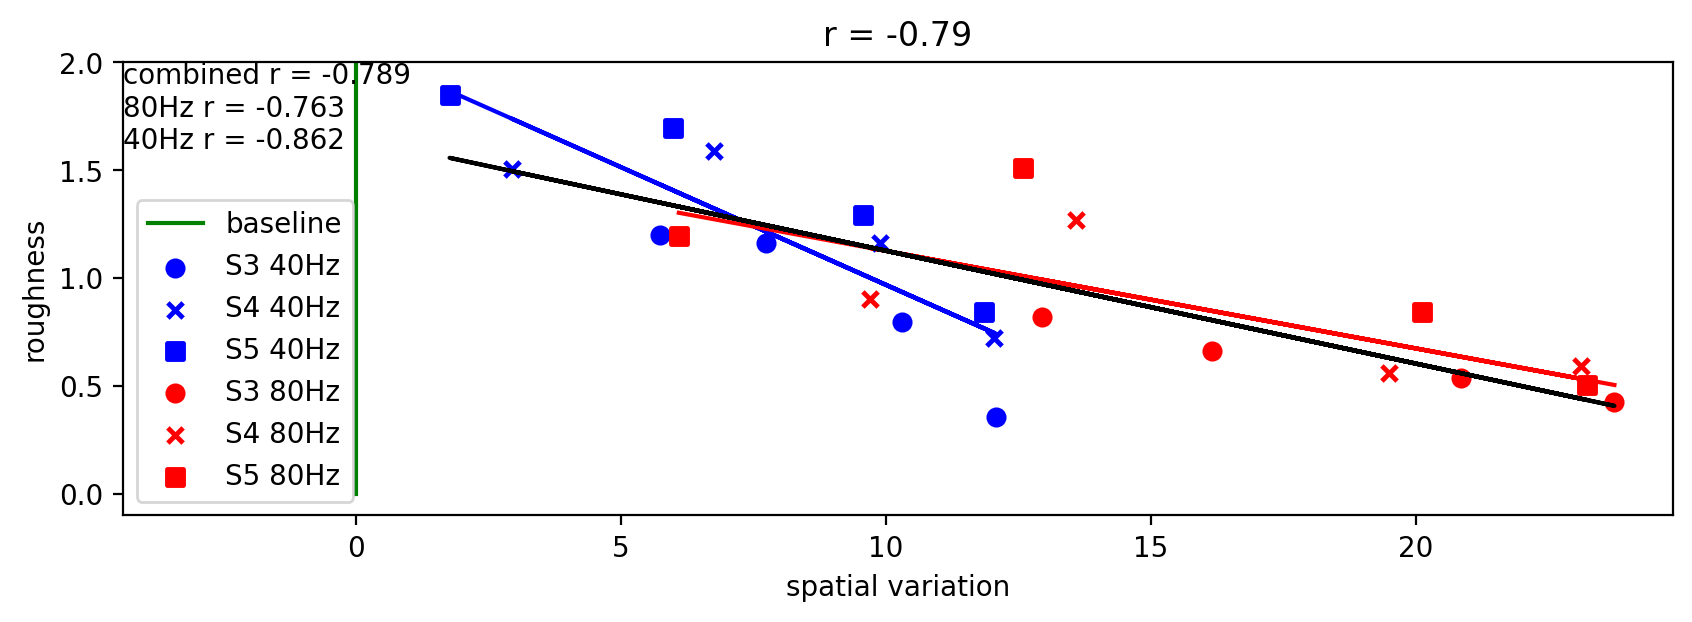 r = -0.79
combined r = -0.789
80Hz r = -0.763
40Hz r = -0.862
baseline
S3 40Hz
S4 40Hz
S5 40Hz
S3 80Hz
S4 80Hz
S5 80Hz
2.0
1.5
1.0
0.5
0.0
roughness
0 5 10 15 20
spatial variation